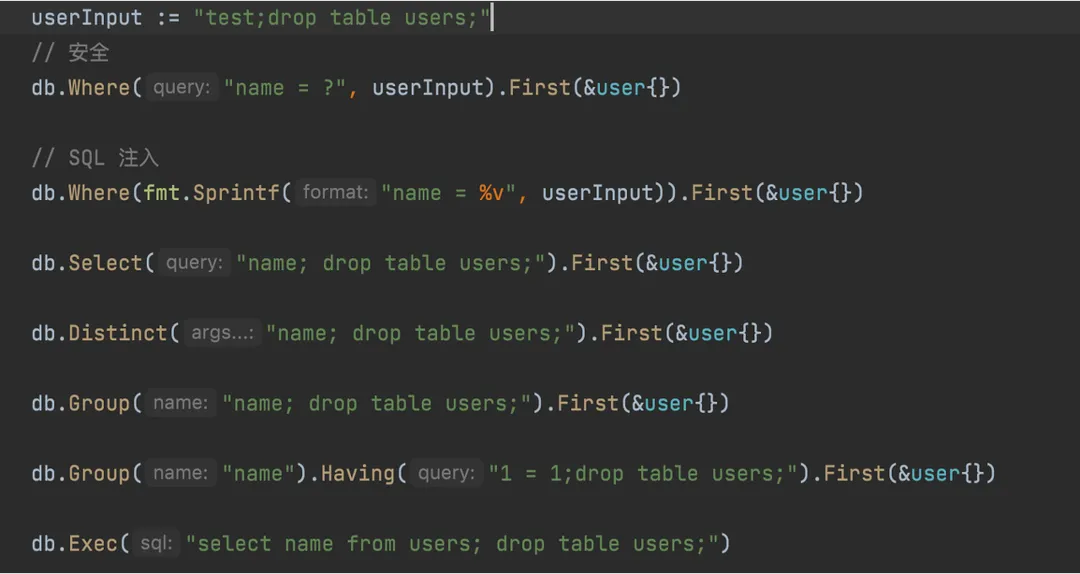 userInput := "test;drop table users;"
// 安全
db.Where( query: "name = ?", userInput).First(&user{})
// SQL 注入
db.Where(fmt.Sprintf( format: "name = %v", userInput)).First(&user{})
db.Select( query: "name; drop table users;").First(&user{})
db.Distinct( args...: "name; drop table users;").First(&user{})
db.Group( name: "name; drop table users;").First(&user{})
db.Group( name: "name").Having( query: "1 = 1;drop table users;").First(&user{})
db.Exec( sql: "select name from users; drop table users;")